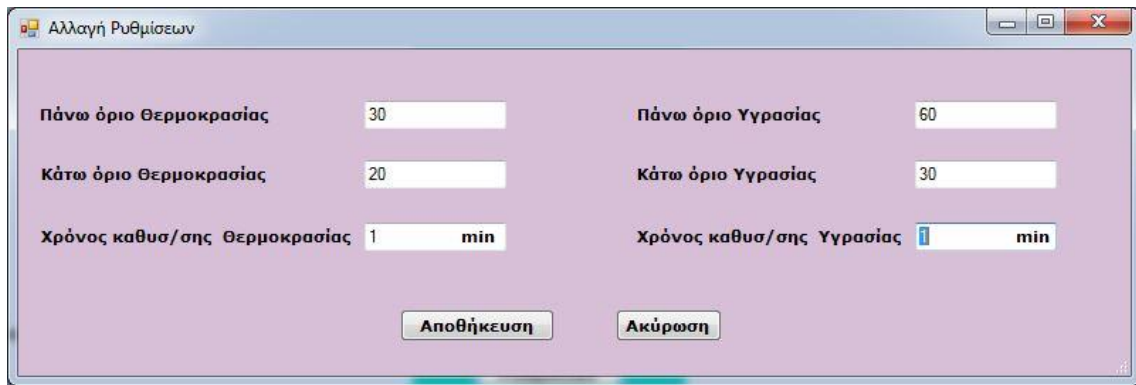 Αλλαγή Ρυθμίσεων
Πάνω όριο Θερμοκρασίας 30 Πάνω όριο Υγρασίας 60
Κάτω όριο Θερμοκρασίας 20 Κάτω όριο Υγρασίας 30
Χρόνος καθυσ/σης Θερμοκρασίας 1 min Χρόνος καθυσ/σης Υγρασίας 1 min
Αποθήκευση Ακύρωση